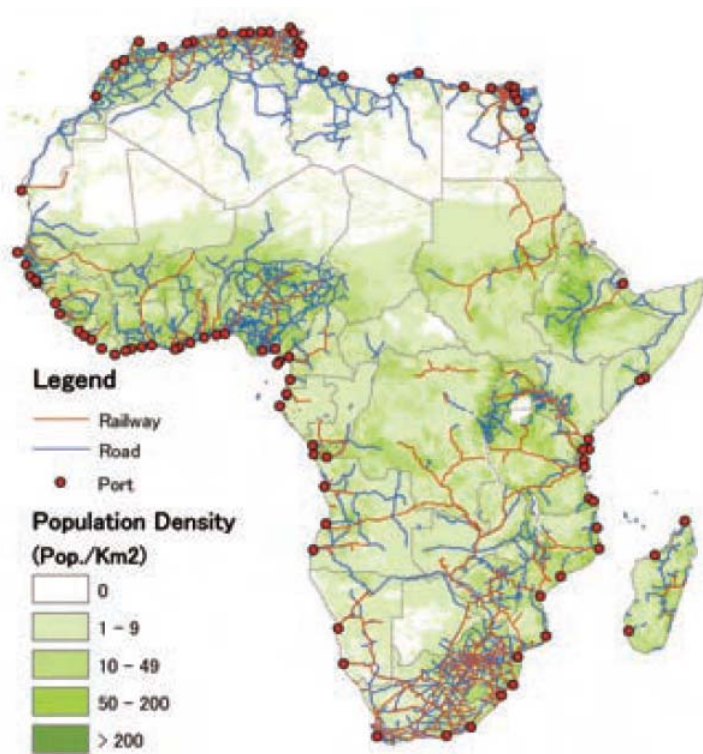 Legend
Railway
Road
Port
Population Density
(Pop./Km2)
0
1 - 9
10 - 49
50 - 200
> 200